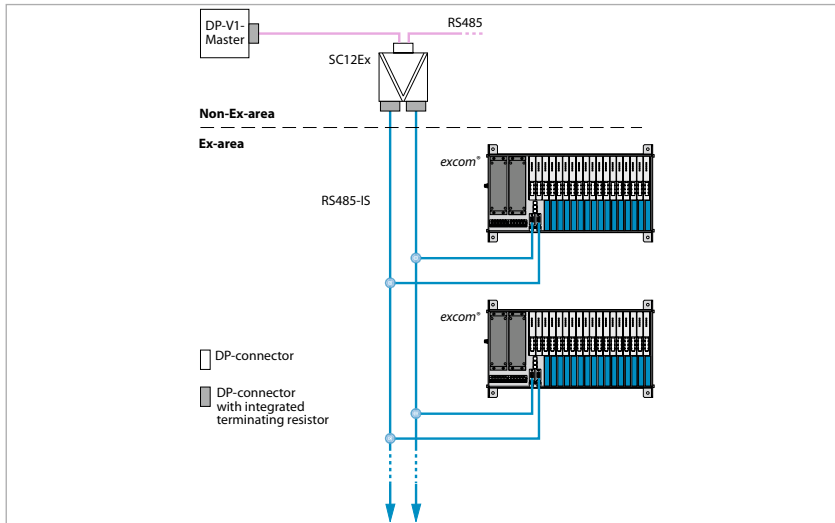 DP-V1-
Master
RS485
SC12Ex
Non-Ex-area
Ex-area
excom®
RS485-IS
excom®
DP-connector
DP-connector
with integrated
terminating resistor